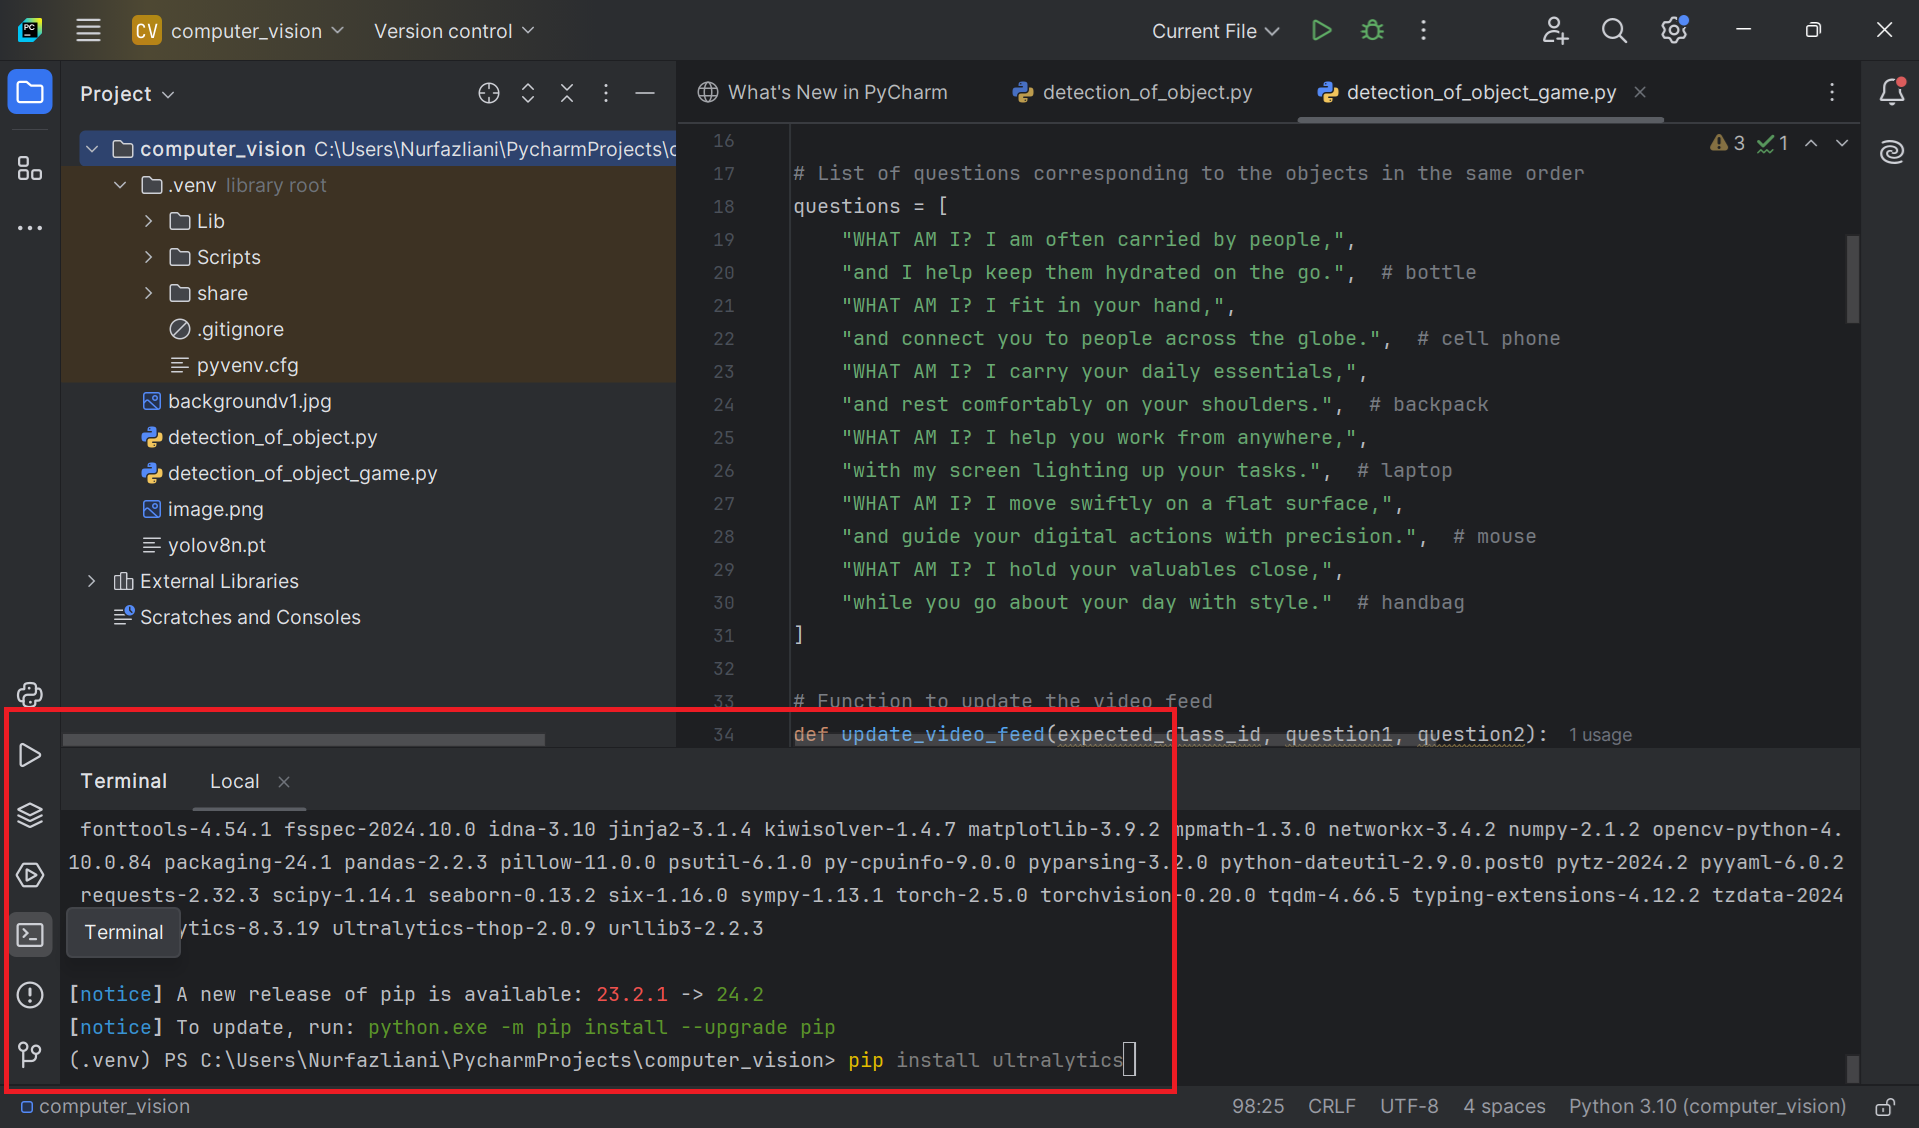 PC CV computer_vision Version control Current File
Project
What's New in PyCharm detection_of_object.py detection_of_object_game.py
computer_vision C:\Users\Nurfazliani\PycharmProjects\c
.venv library root
Lib
Scripts
share
.gitignore
pyvenv.cfg
backgroundv1.jpg
detection_of_object.py
detection_of_object_game.py
image.png
yolov8n.pt
External Libraries
Scratches and Consoles
3 1
16
17 # List of questions corresponding to the objects in the same order
18 questions = [
19 "WHAT AM I? I am often carried by people,",
20 "and I help keep them hydrated on the go.", # bottle
21 "WHAT AM I? I fit in your hand,",
22 "and connect you to people across the globe.", # cell phone
23 "WHAT AM I? I carry your daily essentials,",
24 "and rest comfortably on your shoulders.", # backpack
25 "WHAT AM I? I help you work from anywhere,",
26 "with my screen lighting up your tasks.", # laptop
27 "WHAT AM I? I move swiftly on a flat surface,",
28 "and guide your digital actions with precision.", # mouse
29 "WHAT AM I? I hold your valuables close,",
30 "while you go about your day with style." # handbag
31 ]
32
33 # Function to update the video feed
34 def update_video_feed(expected_class_id, question1, question2): 1 usage
Terminal Local
fonttools-4.54.1 fsspec-2024.10.0 idna-3.10 jinja2-3.1.4 kiwisolver-1.4.7 matplotlib-3.9.2 mpmath-1.3.0 networkx-3.4.2 numpy-2.1.2 opencv-python-4.
10.0.84 packaging-24.1 pandas-2.2.3 pillow-11.0.0 psutil-6.1.0 py-cpuinfo-9.0.0 pyparsing-3.2.0 python-dateutil-2.9.0.post0 pytz-2024.2 pyyaml-6.0.2
requests-2.32.3 scipy-1.14.1 seaborn-0.13.2 six-1.16.0 sympy-1.13.1 torch-2.5.0 torchvision-0.20.0 tqdm-4.66.5 typing-extensions-4.12.2 tzdata-2024
Terminal ytics-8.3.19 ultralytics-thop-2.0.9 urllib3-2.2.3
[notice] A new release of pip is available: 23.2.1 -> 24.2
[notice] To update, run: python.exe -m pip install --upgrade pip
(.venv) PS C:\Users\Nurfazliani\PycharmProjects\computer_vision> pip install ultralytics
computer_vision 98:25 CRLF UTF-8 4 spaces Python 3.10 (computer_vision)